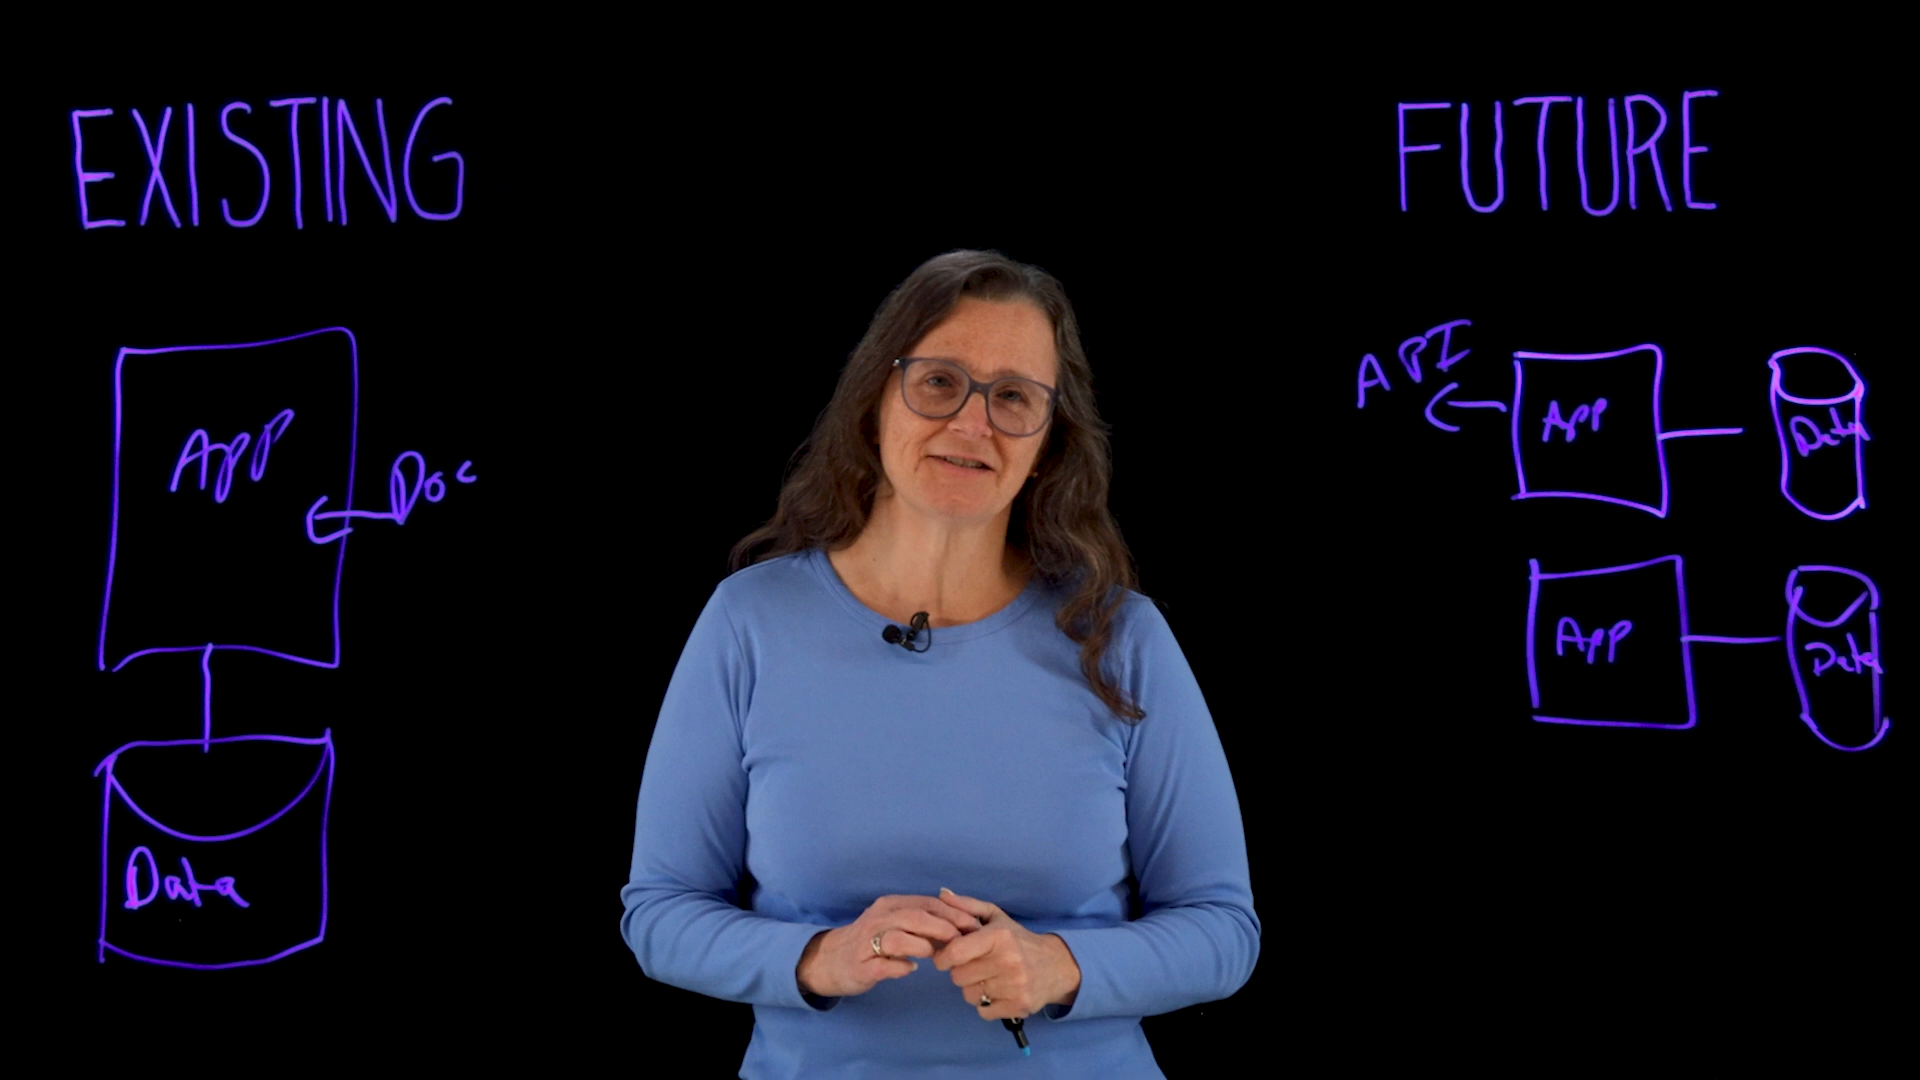 EXISTING
App
Doc
Data
FUTURE
API
App
Data
App
Data